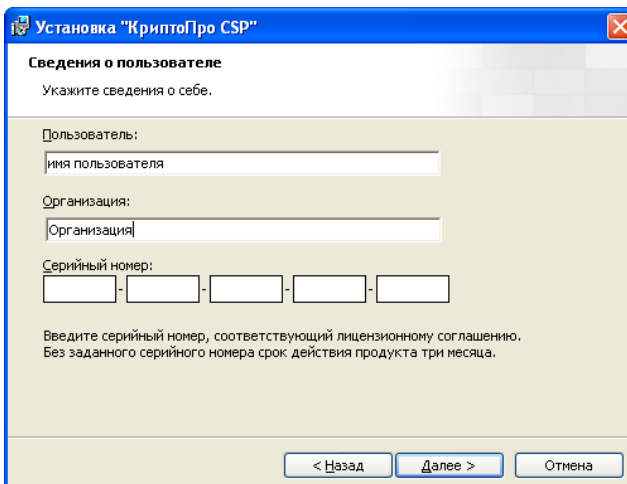 Установка "КриптоПро CSP"
Сведения о пользователе
Укажите сведения о себе.
Пользователь:
имя пользователя
Организация:
Организация
Серийный номер:
- - - -
Введите серийный номер, соответствующий лицензионному соглашению.
Без заданного серийного номера срок действия продукта три месяца.
< Назад Далее > Отмена